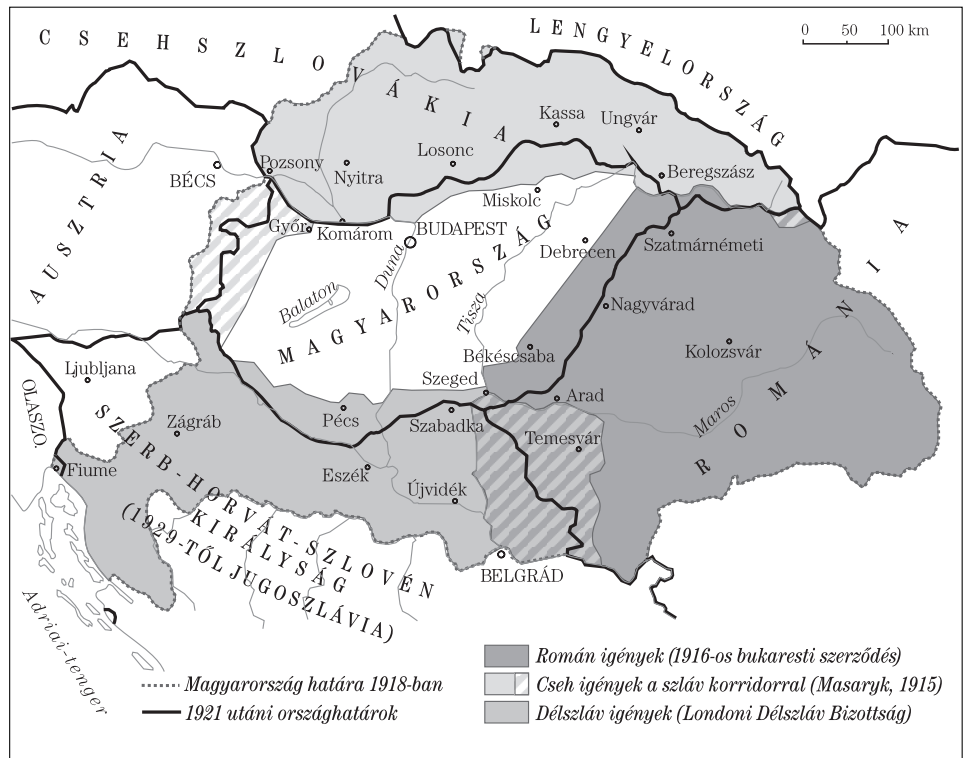 CSEHSZLOVÁKIA
LENGYELORSZÁG
0 50 100 km
AUSZTRIA
BÉCS
Pozsony
Nyitra
Losonc
Kassa
Ungvár
Beregszász
Miskolc
Győr
Komárom
BUDAPEST
Duna
Debrecen
Szatmárnémeti
Balaton
MAGYARORSZÁG
Tisza
Nagyvárad
Békéscsaba
Kolozsvár
ROMÁNIA
Ljubljana
OLASZO.
Szeged
Arad
Maros
Zágráb
Pécs
Szabadka
Temesvár
Fiume
Eszék
Újvidék
SZERB-HORVÁT-SZLOVÉN
KIRÁLYSÁG
(1929-TŐL JUGOSZLÁVIA)
BELGRÁD
Adriai-tenger
Magyarország határa 1918-ban
1921 utáni országhatárok
Román igények (1916-os bukaresti szerződés)
Cseh igények a szláv korridorral (Masaryk, 1915)
Délszláv igények (Londoni Délszláv Bizottság)